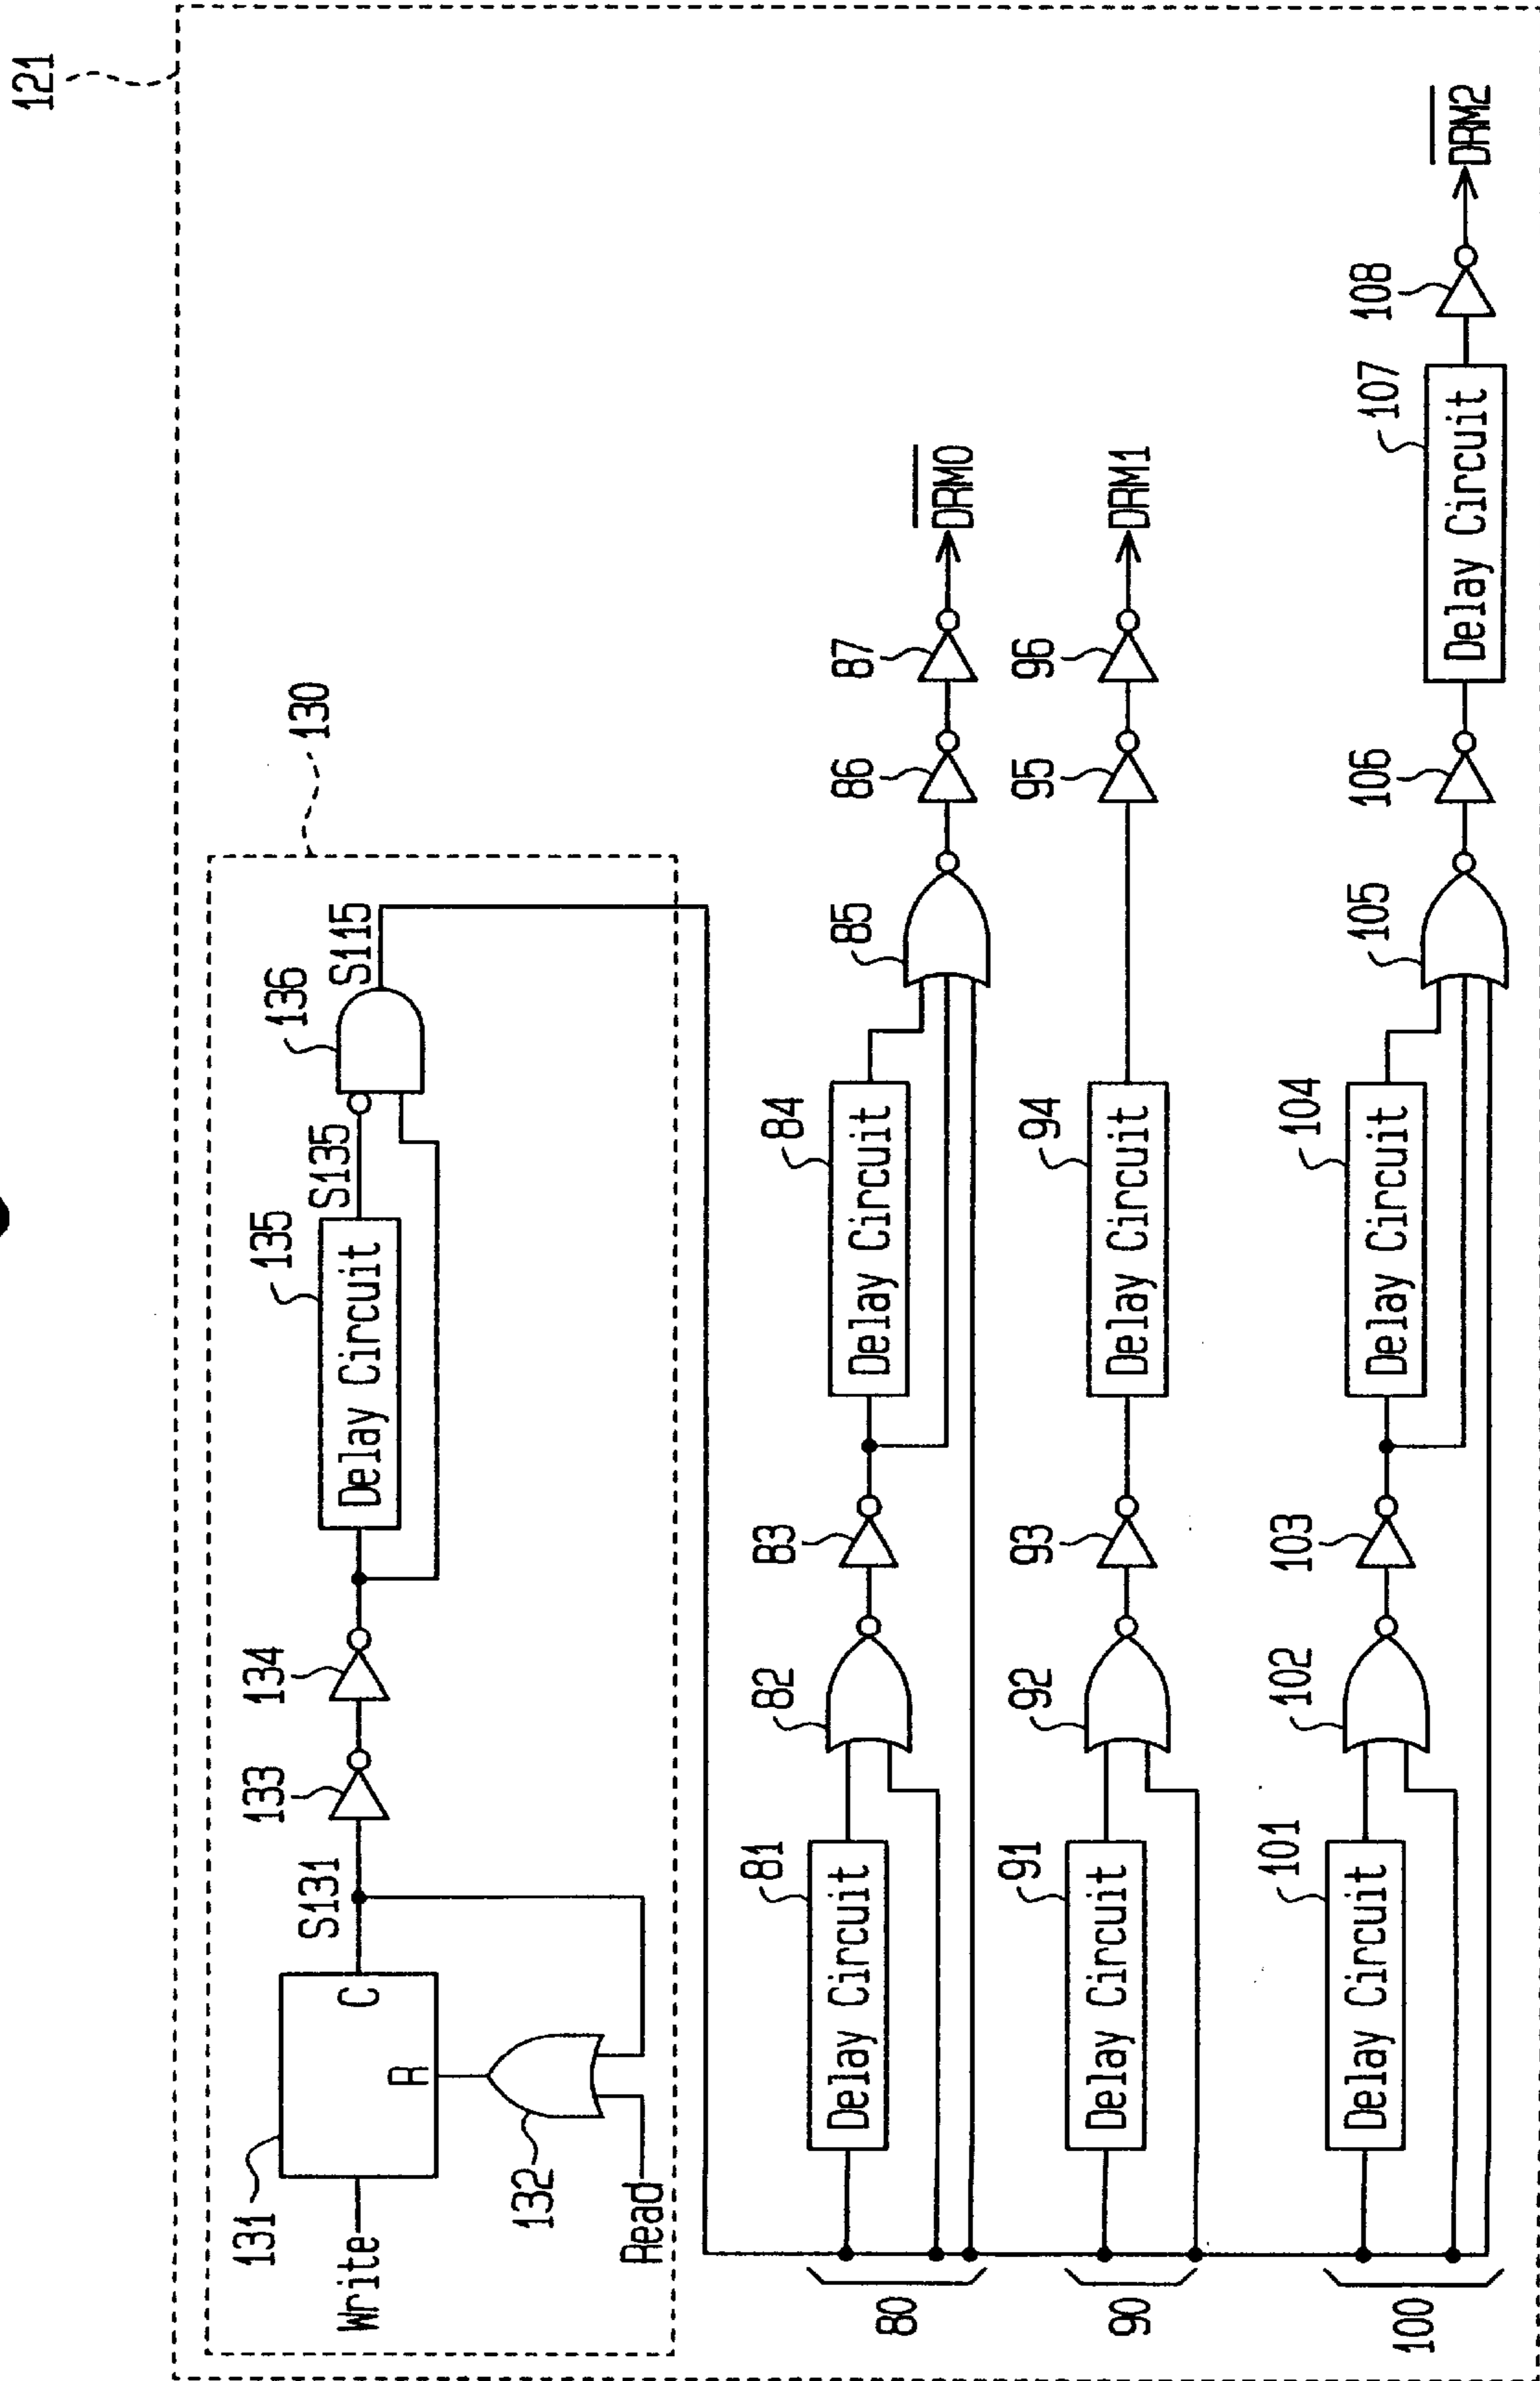 121
130
131
Write
C
R
132
Read
S131
133
134
135
Delay Circuit
S135
136
S115
80
81
Delay Circuit
82
83
84
Delay Circuit
85
86
87
DRM0
90
91
Delay Circuit
92
93
94
Delay Circuit
95
96
DRM1
100
101
Delay Circuit
102
103
104
Delay Circuit
105
106
107
Delay Circuit
108
DRM2